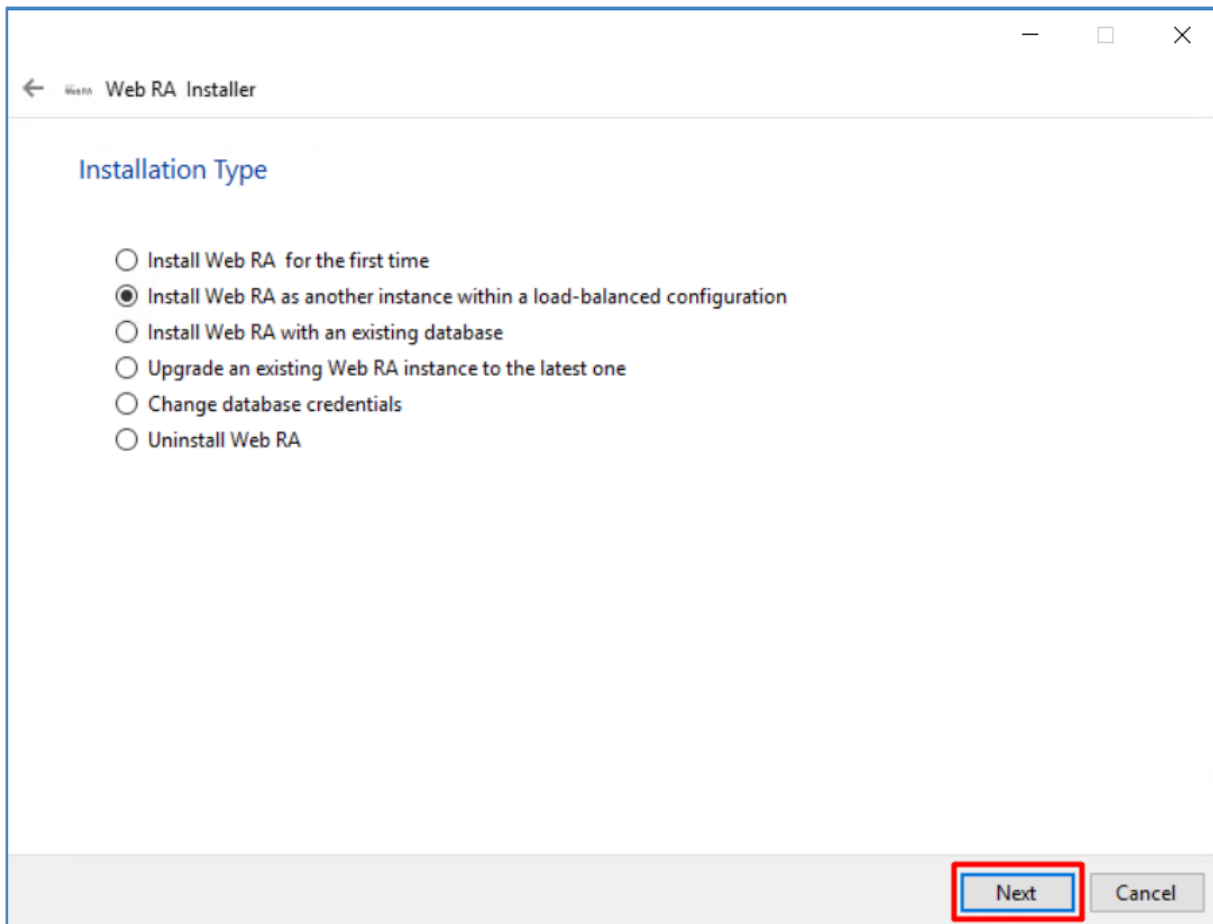 Web RA Installer
Installation Type
Install Web RA for the first time
Install Web RA as another instance within a load-balanced configuration
Install Web RA with an existing database
Upgrade an existing Web RA instance to the latest one
Change database credentials
Uninstall Web RA
Next
Cancel